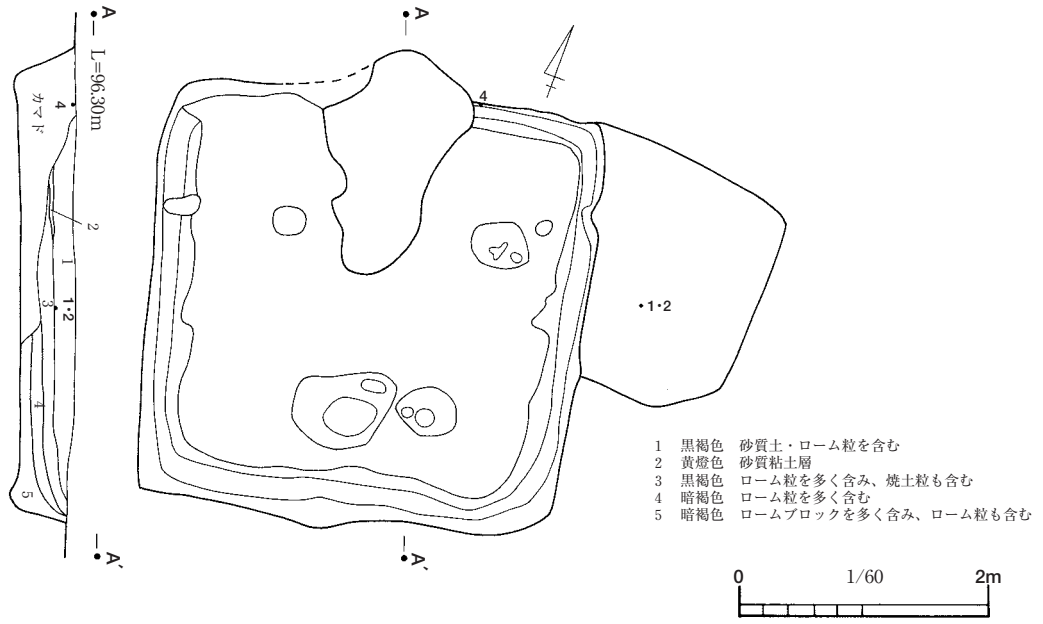 A
L=96.30m
4
カマド
2
1
1・2
3
4
5
A´
A
4
1・2
A´
1 黒褐色 砂質土・ローム粒を含む
2 黄燈色 砂質粘土層
3 黒褐色 ローム粒を多く含み、焼土粒も含む
4 暗褐色 ローム粒を多く含む
5 暗褐色 ロームブロックを多く含み、ローム粒も含む
0 1/60 2m